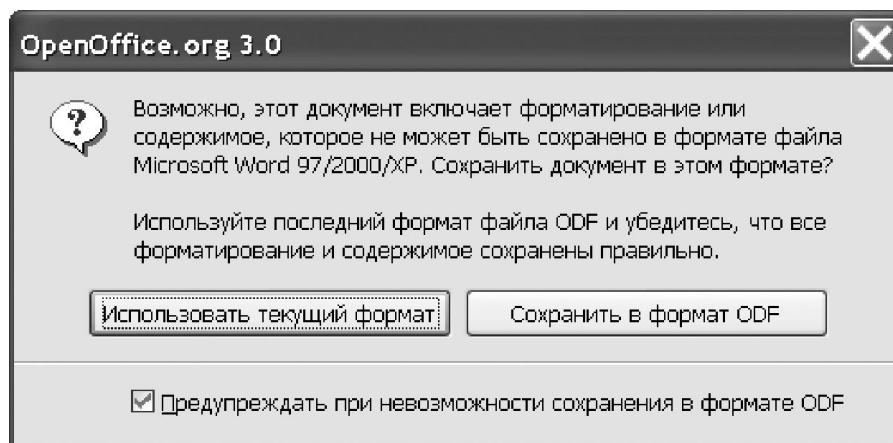 OpenOffice.org 3.0
Возможно, этот документ включает форматирование или
содержимое, которое не может быть сохранено в формате файла
Microsoft Word 97/2000/XP. Сохранить документ в этом формате?
Используйте последний формат файла ODF и убедитесь, что все
форматирование и содержимое сохранены правильно.
Использовать текущий формат
Сохранить в формат ODF
Предупреждать при невозможности сохранения в формате ODF